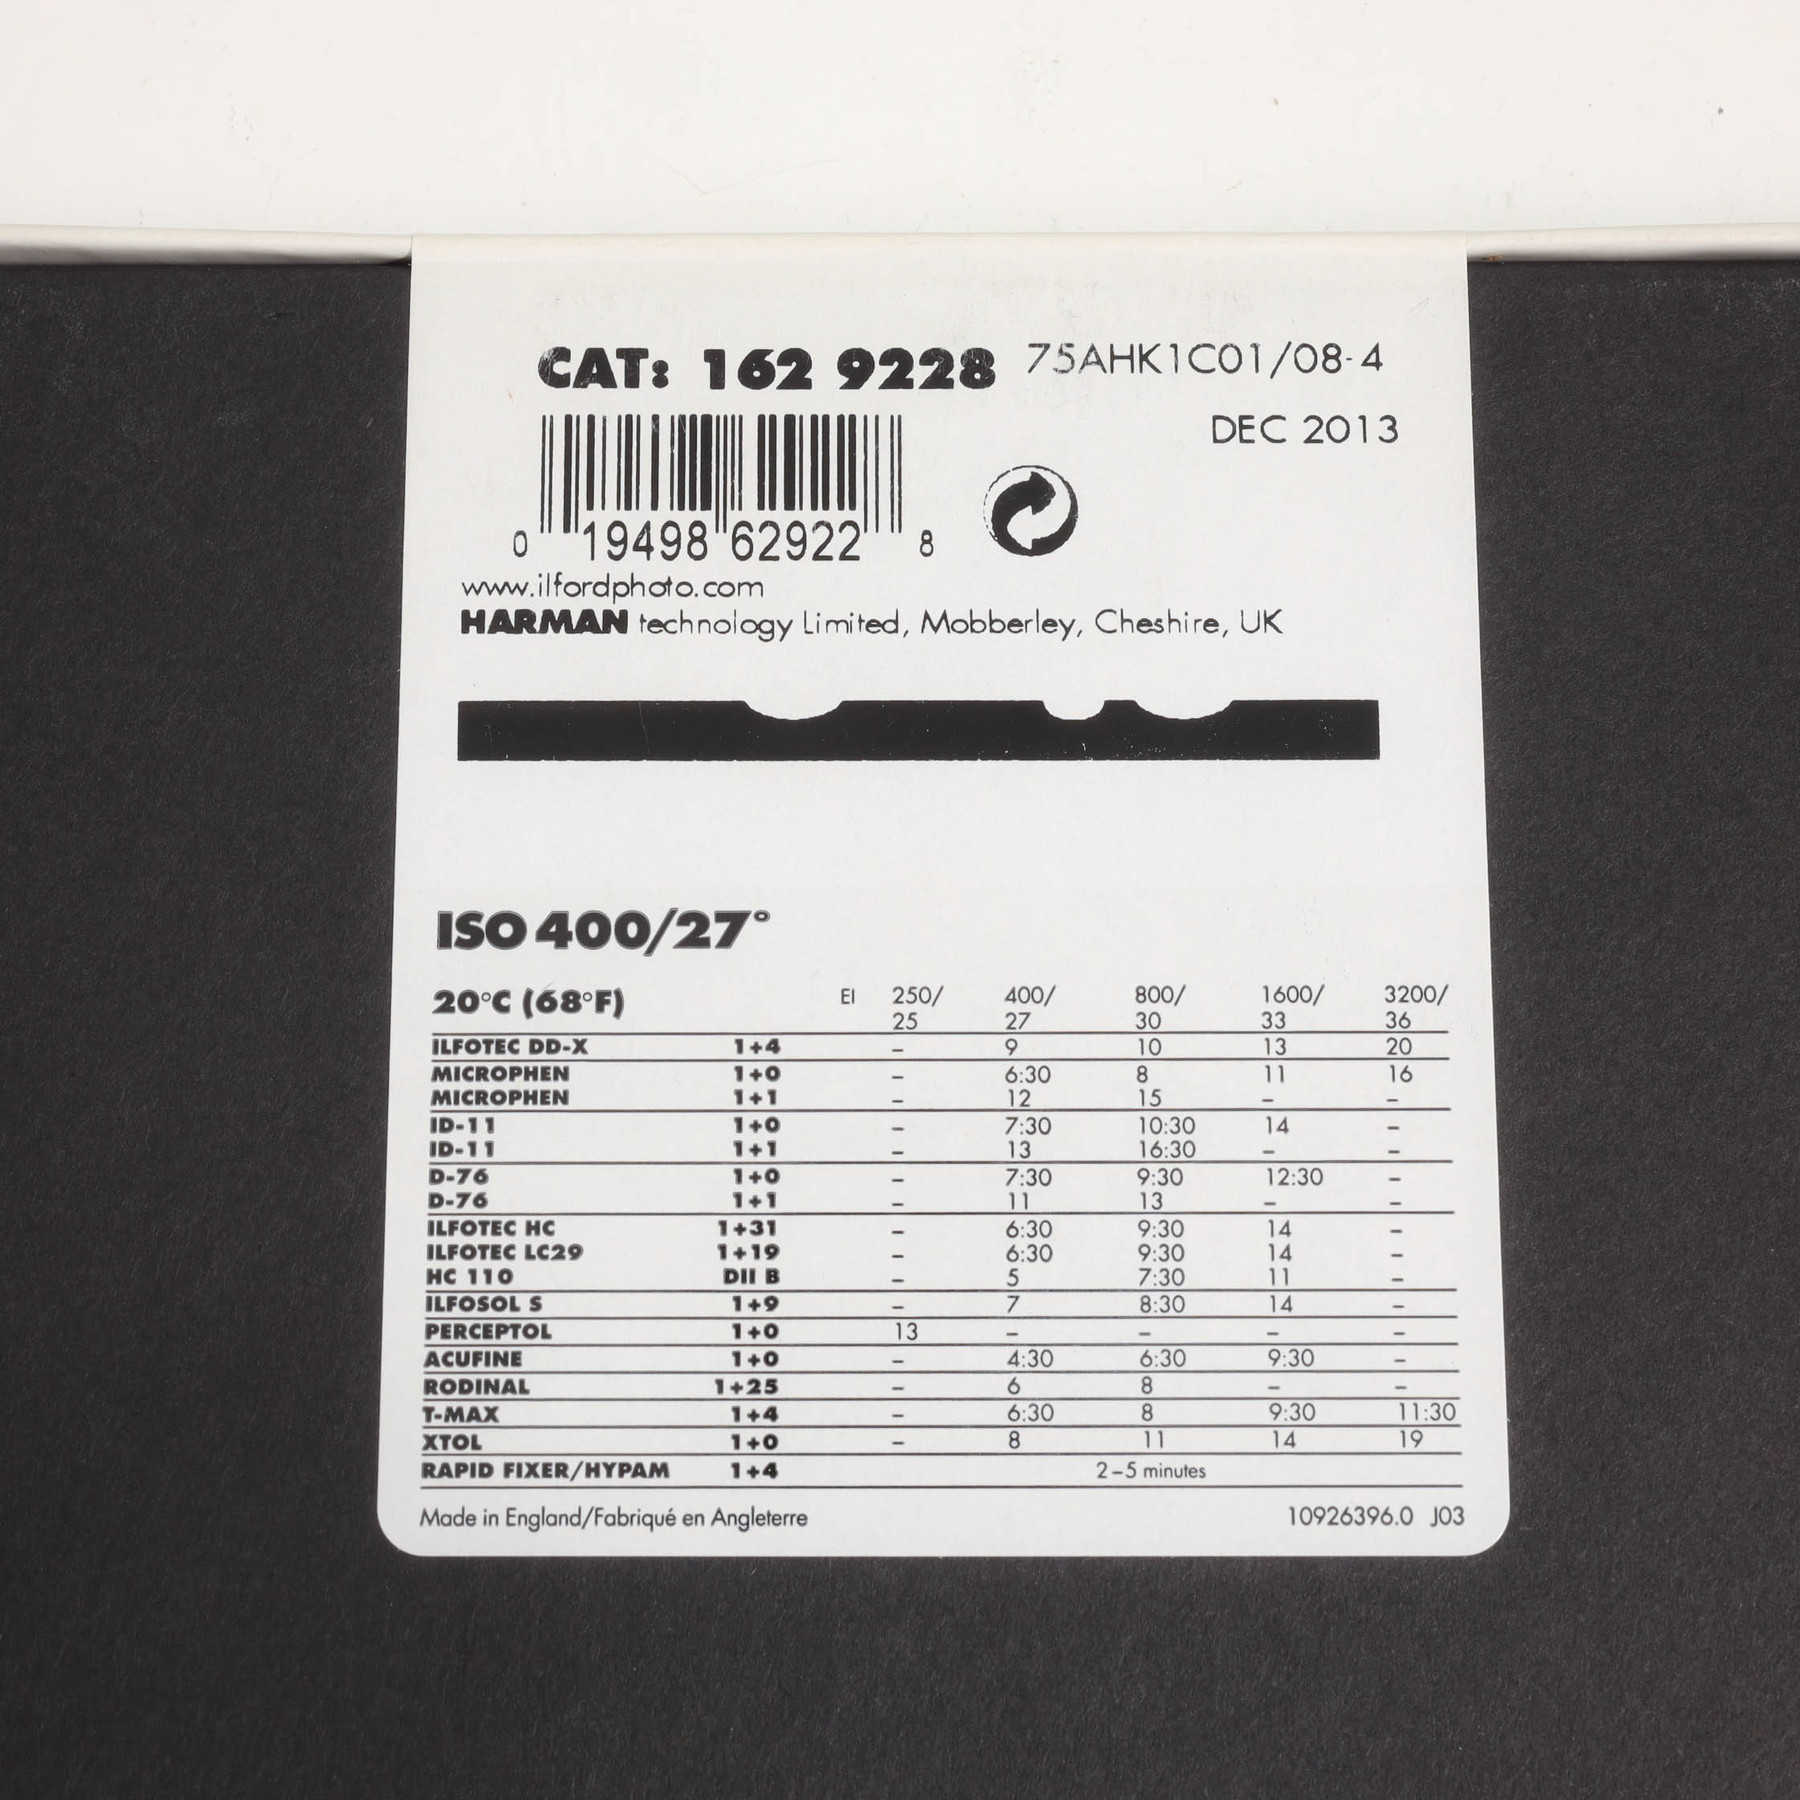 CAT: 162 9228 75AHK1C01/08-4
DEC 2013
0 19498 62922 8
www.ilfordphoto.com
HARMAN technology Limited, Mobberley, Cheshire, UK
ISO 400/27°
20°C (68°F) EI 250/25 400/27 800/30 1600/33 3200/36
ILFOTEC DD-X 1+4 – 9 10 13 20
MICROPHEN 1+0 – 6:30 8 11 16
MICROPHEN 1+1 – 12 15 – –
ID-11 1+0 – 7:30 10:30 14 –
ID-11 1+1 – 13 16:30 – –
D-76 1+0 – 7:30 9:30 12:30 –
D-76 1+1 – 11 13 – –
ILFOTEC HC 1+31 – 6:30 9:30 14 –
ILFOTEC LC29 1+19 – 6:30 9:30 14 –
HC 110 DIl B – 5 7:30 11 –
ILFOSOL S 1+9 – 7 8:30 14 –
PERCEPTOL 1+0 13 – – – –
ACUFINE 1+0 – 4:30 6:30 9:30 –
RODINAL 1+25 – 6 8 – –
T-MAX 1+4 – 6:30 8 9:30 11:30
XTOL 1+0 – 8 11 14 19
RAPID FIXER/HYPAM 1+4 2–5 minutes
Made in England/Fabriqué en Angleterre 10926396.0 J03